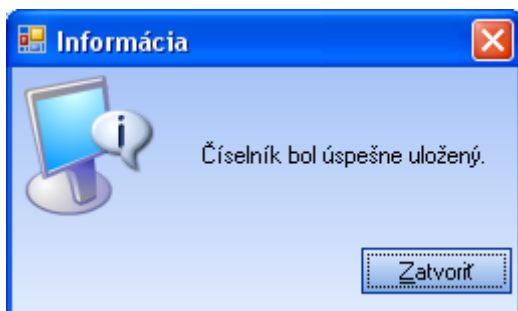 Informácia
Číselník bol úspešne uložený.
Zatvoriť